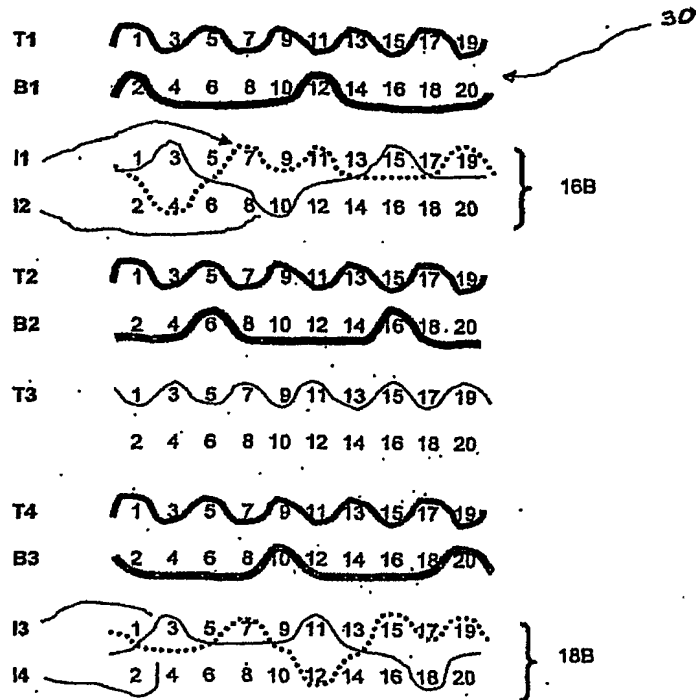 30
T1 1 3 5 7 9 11 13 15 17 19
B1 2 4 6 8 10 12 14 16 18 20
I1 1 3 5 7 9 11 13 15 17 19
16B
I2 2 4 6 8 10 12 14 16 18 20
T2 1 3 5 7 9 11 13 15 17 19
B2 2 4 6 8 10 12 14 16 18 20
T3 1 3 5 7 9 11 13 15 17 19
2 4 6 8 10 12 14 16 18 20
T4 1 3 5 7 9 11 13 15 17 19
B3 2 4 6 8 10 12 14 16 18 20
I3 1 3 5 7 9 11 13 15 17 19
18B
I4 2 4 6 8 10 12 14 16 18 20